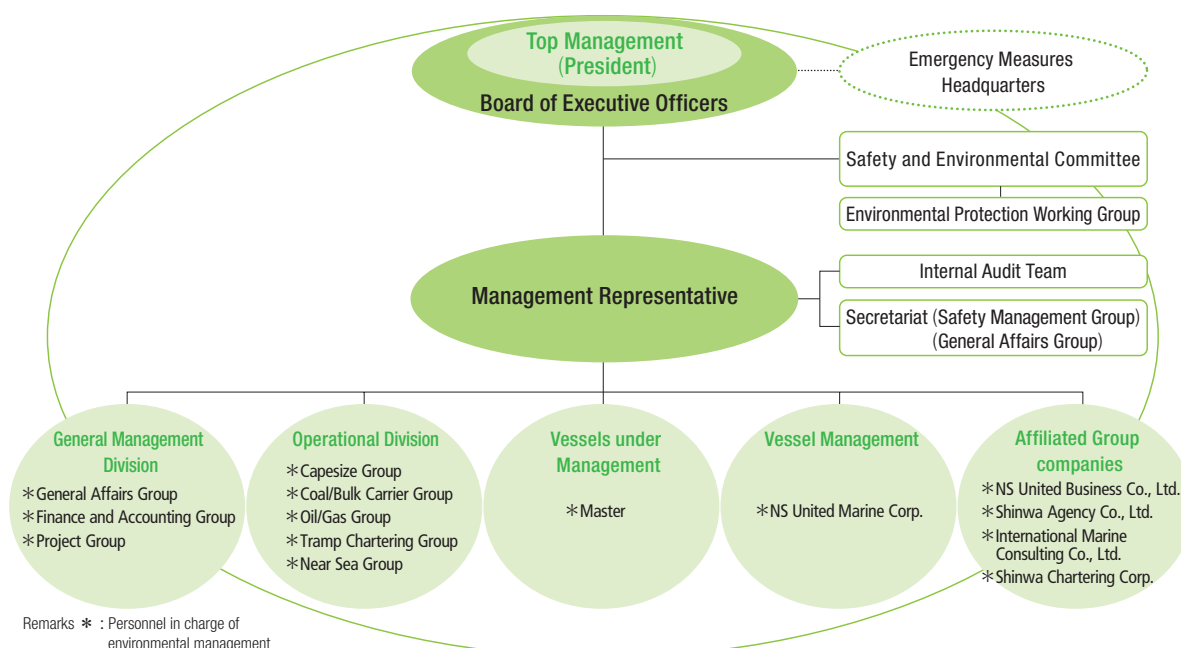 Top Management
(President)
Board of Executive Officers
Emergency Measures
Headquarters
Safety and Environmental Committee
Environmental Protection Working Group
Management Representative
Internal Audit Team
Secretariat (Safety Management Group)
(General Affairs Group)
General Management
Division
＊General Affairs Group
＊Finance and Accounting Group
＊Project Group
Operational Division
＊Capesize Group
＊Coal/Bulk Carrier Group
＊Oil/Gas Group
＊Tramp Chartering Group
＊Near Sea Group
Vessels under
Management
＊Master
Vessel Management
＊NS United Marine Corp.
Affiliated Group
companies
＊NS United Business Co., Ltd.
＊Shinwa Agency Co., Ltd.
＊International Marine
Consulting Co., Ltd.
＊Shinwa Chartering Corp.
Remarks ＊ : Personnel in charge of
environmental management